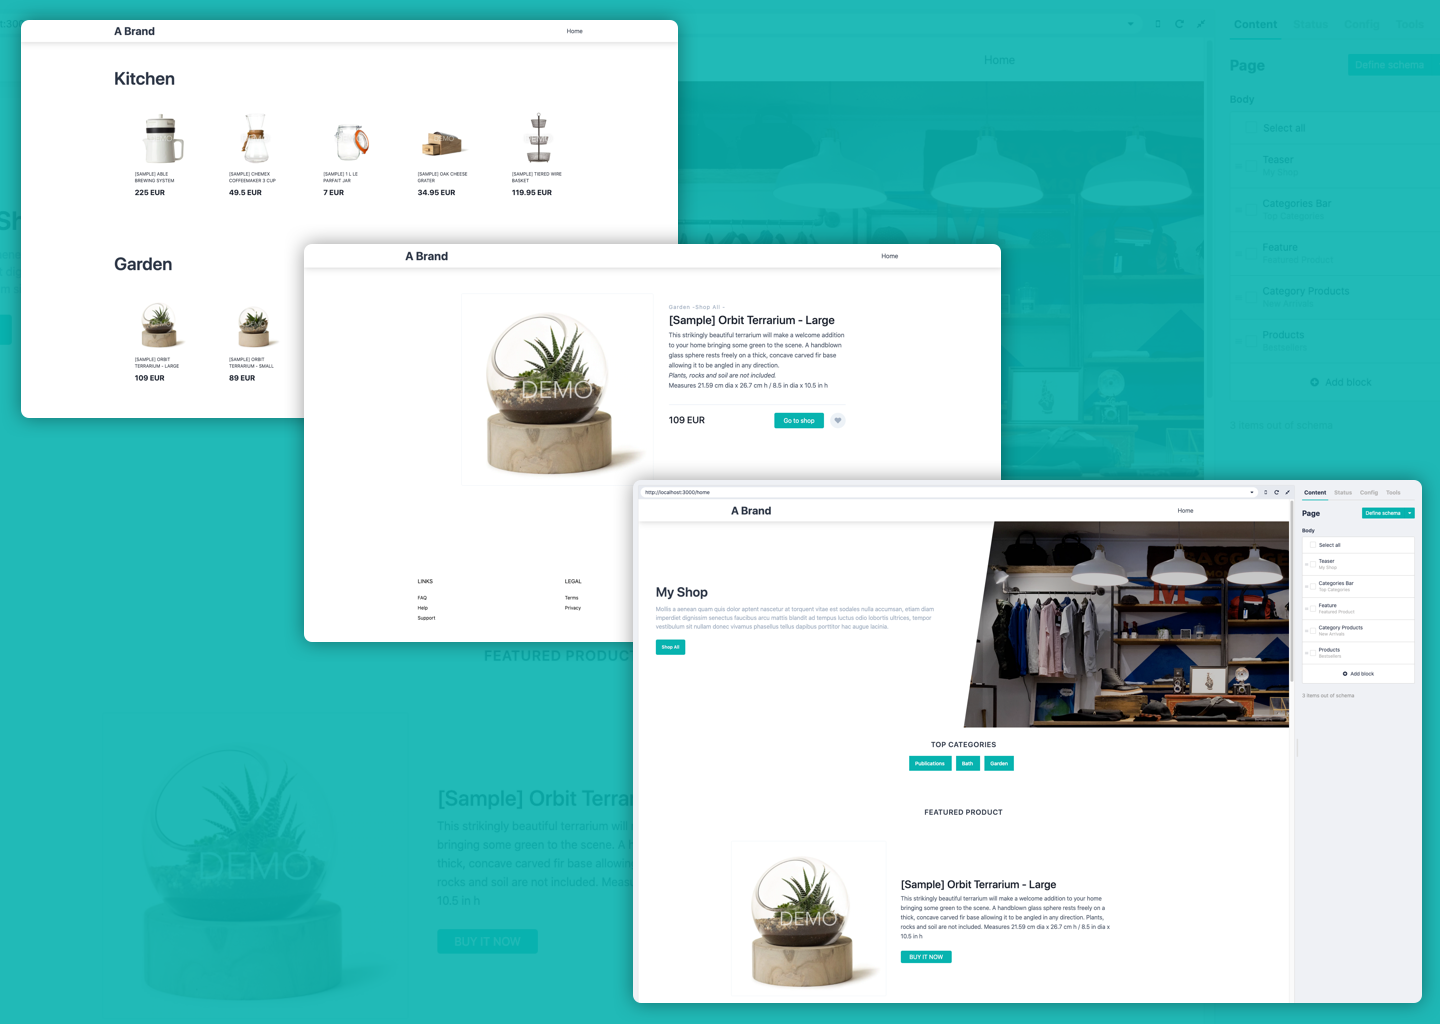 A Brand
Home
Kitchen
[SAMPLE] ABLE
BREWING SYSTEM
225 EUR
[SAMPLE] CHEMEX
COFFEEMAKER 3 CUP
49.5 EUR
[SAMPLE] 1 L LE
PARFAIT JAR
7 EUR
[SAMPLE] OAK CHEESE
GRATER
34.95 EUR
[SAMPLE] TIERED WIRE
BASKET
119.95 EUR
Garden
[SAMPLE] ORBIT
TERRARIUM - LARGE
109 EUR
[SAMPLE] ORBIT
TERRARIUM - SMALL
89 EUR
A Brand
Home
DEMO
Garden -Shop All -
[Sample] Orbit Terrarium - Large
This strikingly beautiful terrarium will make a welcome addition
to your home bringing some green to the scene. A handblown
glass sphere rests freely on a thick, concave carved fir base
allowing it to be angled in any direction.
Plants, rocks and soil are not included.
Measures 21.59 cm dia x 26.7 cm h / 8.5 in dia x 10.5 in h
109 EUR
Go to shop
LINKS
FAQ
Help
Support
LEGAL
Terms
Privacy
http://localhost:3000/home
A Brand
Home
My Shop
Mollis a aenean quam quis dolor aptent nascetur at torquent vitae est sodales nulla accumsan, etiam diam
imperdiet dignissim senectus faucibus arcu mattis blandit ad tempus luctus odio lobortis ultrices, tempor
vestibulum sit nullam donec vivamus phasellus tellus dapibus porttitor hac augue lacinia.
Shop All
TOP CATEGORIES
Publications
Bath
Garden
FEATURED PRODUCT
DEMO
[Sample] Orbit Terrarium - Large
This strikingly beautiful terrarium will make a welcome addition to your home
bringing some green to the scene. A handblown glass sphere rests freely on a
thick, concave carved fir base allowing it to be angled in any direction. Plants,
rocks and soil are not included. Measures 21.59 cm dia x 26.7 cm h / 8.5 in dia x
10.5 in h
BUY IT NOW
Content
Status
Config
Tools
Page
Define schema
Body
Select all
Teaser
My Shop
Categories Bar
Top Categories
Feature
Featured Product
Category Products
New Arrivals
Products
Bestsellers
Add block
3 items out of schema
Home
Content
Status
Config
Tools
Page
Define schema
Body
Select all
Teaser
My Shop
Categories Bar
Top Categories
Feature
Featured Product
Category Products
New Arrivals
Products
Bestsellers
Add block
3 items out of schema
FEATURED PRODUCT
DEMO
[Sample] Orbit Terrar
This strikingly beautiful terrarium will
bringing some green to the scene. A
thick, concave carved fir base allowin
rocks and soil are not included. Meas
10.5 in h
BUY IT NOW